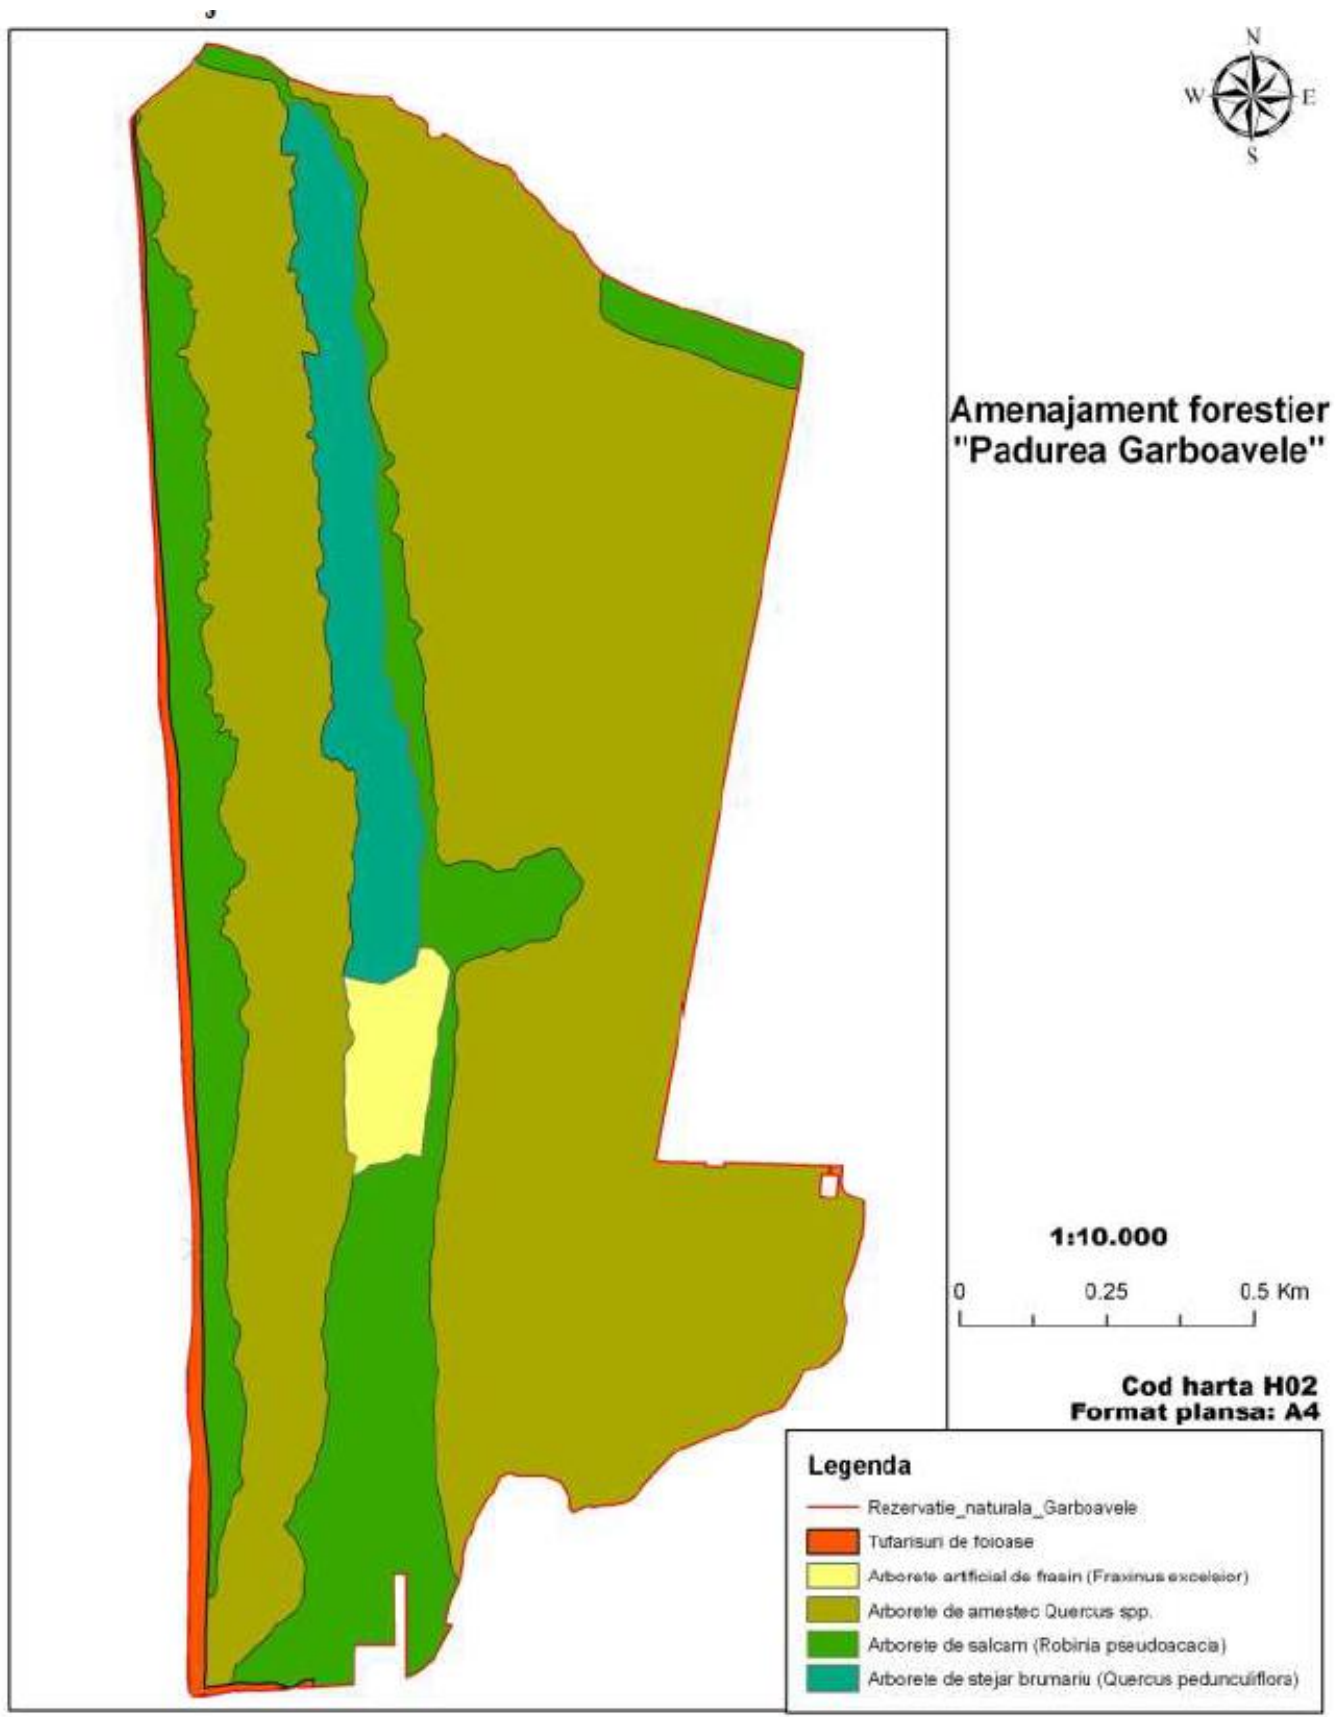 N
W E
S
Amenajament forestier
"Padurea Garboavele"
1:10.000
0 0.25 0.5 Km
Cod harta H02
Format plansa: A4
Legenda
Rezervatie_naturala_Garboavele
Tufarisuri de foioase
Arborete artificial de frasin (Fraxinus excelsior)
Arborete de amestec Quercus spp.
Arborete de salcam (Robinia pseudoacacia)
Arborete de stejar brumariu (Quercus pedunculiflora)